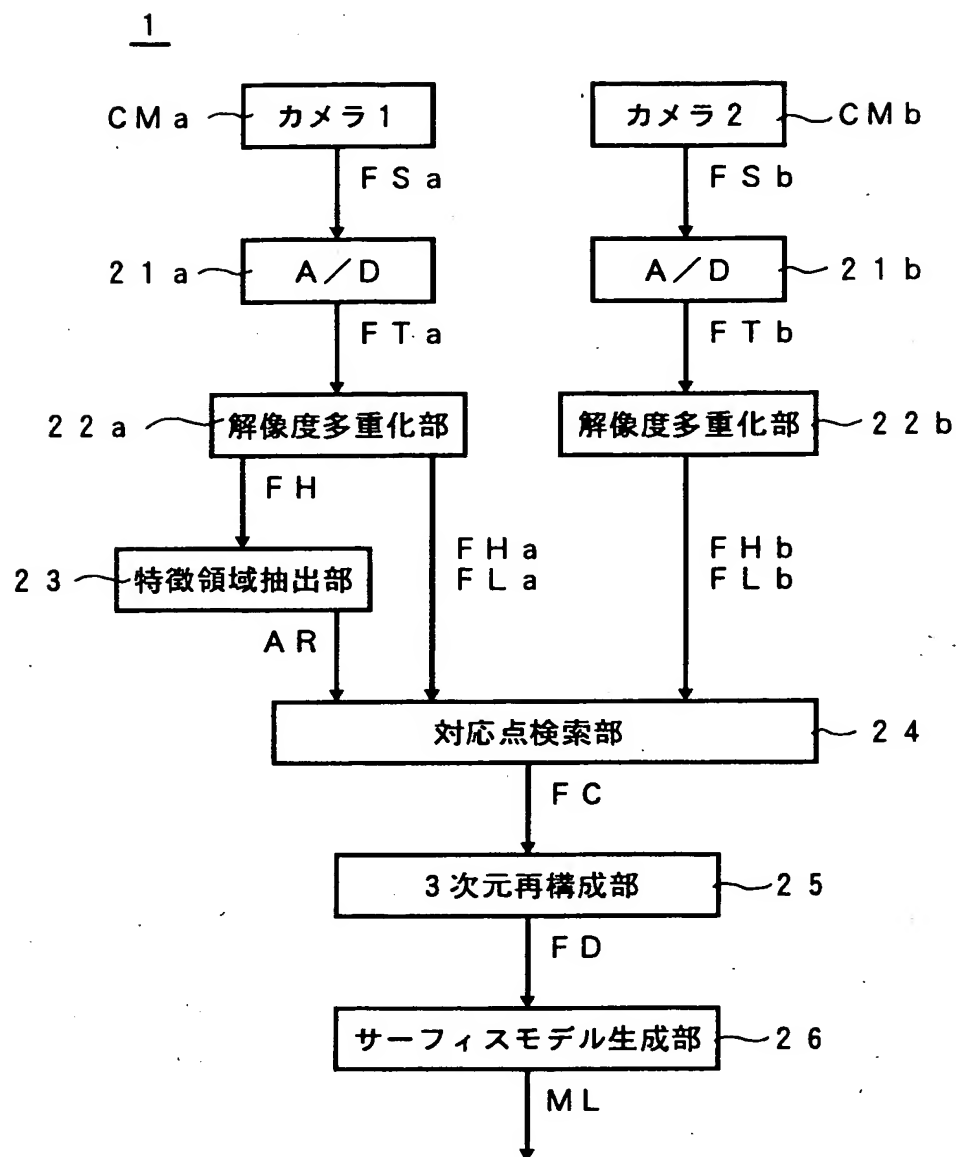 1
CMa カメラ1 カメラ2 CMb
FSa FSb
21a A/D A/D 21b
FTa FTb
22a 解像度多重化部 解像度多重化部 22b
FH
FHa FHb
23 特徴領域抽出部 FLa FLb
AR
対応点検索部 24
FC
3次元再構成部 25
FD
サーフィスモデル生成部 26
ML